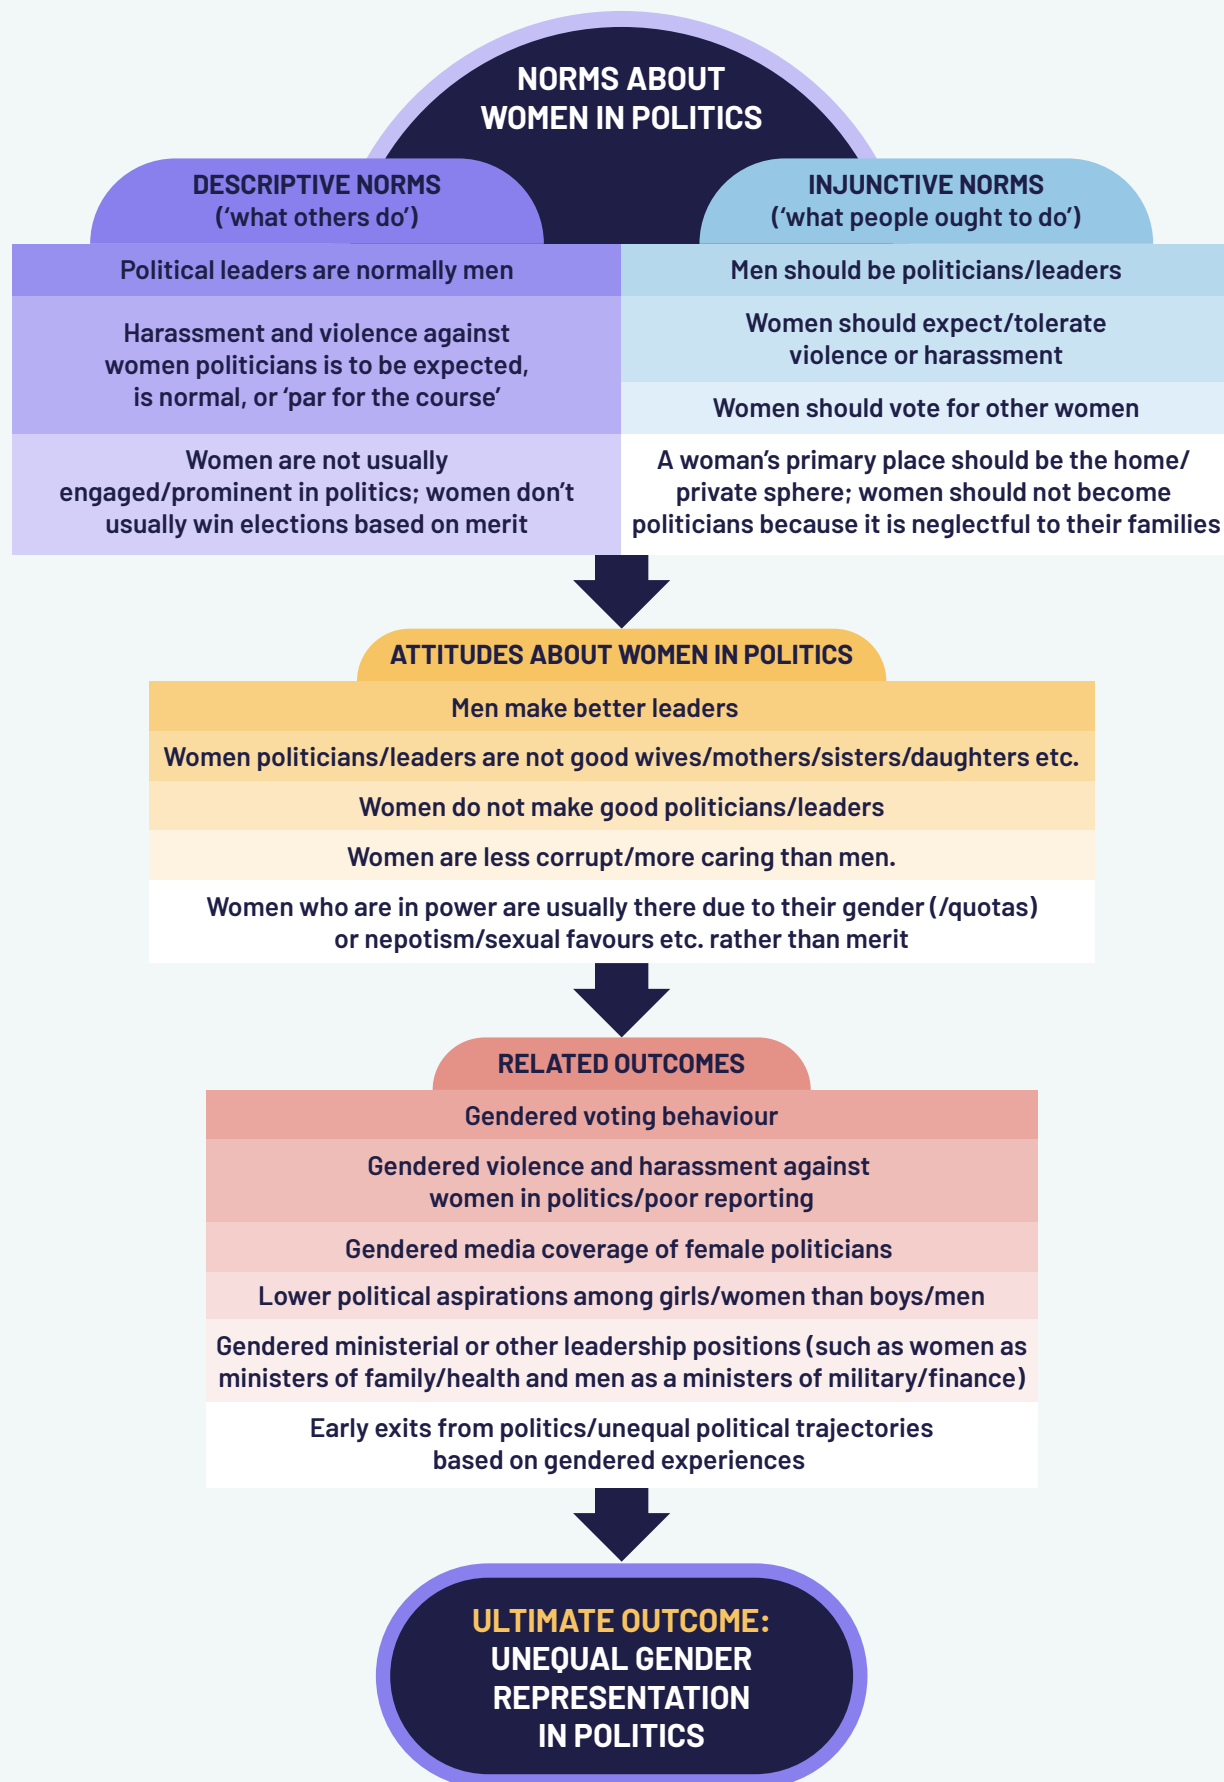 NORMS ABOUT
WOMEN IN POLITICS
DESCRIPTIVE NORMS
(‘what others do’)
Political leaders are normally men
Harassment and violence against
women politicians is to be expected,
is normal, or ‘par for the course’
Women are not usually
engaged/prominent in politics; women don’t
usually win elections based on merit
INJUNCTIVE NORMS
(‘what people ought to do’)
Men should be politicians/leaders
Women should expect/tolerate
violence or harassment
Women should vote for other women
A woman’s primary place should be the home/
private sphere; women should not become
politicians because it is neglectful to their families
ATTITUDES ABOUT WOMEN IN POLITICS
Men make better leaders
Women politicians/leaders are not good wives/mothers/sisters/daughters etc.
Women do not make good politicians/leaders
Women are less corrupt/more caring than men.
Women who are in power are usually there due to their gender (/quotas)
or nepotism/sexual favours etc. rather than merit
RELATED OUTCOMES
Gendered voting behaviour
Gendered violence and harassment against
women in politics/poor reporting
Gendered media coverage of female politicians
Lower political aspirations among girls/women than boys/men
Gendered ministerial or other leadership positions (such as women as
ministers of family/health and men as a ministers of military/finance)
Early exits from politics/unequal political trajectories
based on gendered experiences
ULTIMATE OUTCOME:
UNEQUAL GENDER
REPRESENTATION
IN POLITICS